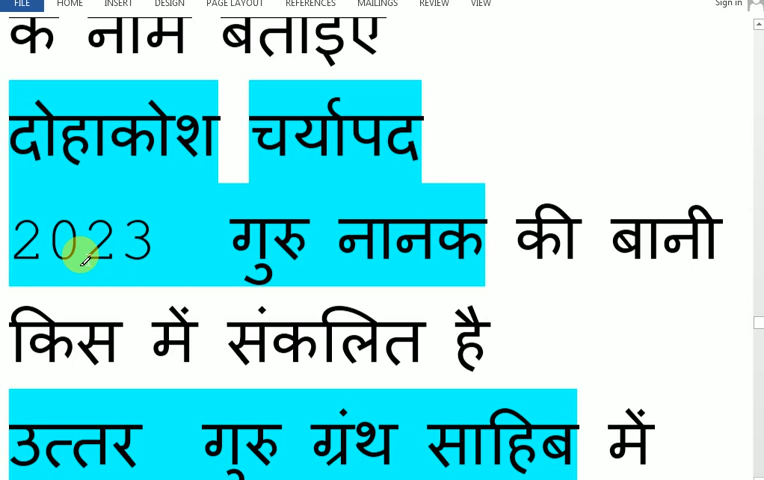 FILE HOME INSERT DESIGN PAGE LAYOUT REFERENCES MAILINGS REVIEW VIEW Sign in
के नाम बताइए
दोहाकोश चर्यापद
2023 गुरु नानक की बानी
किस में संकलित है
उत्तर गुरु ग्रंथ साहिब में